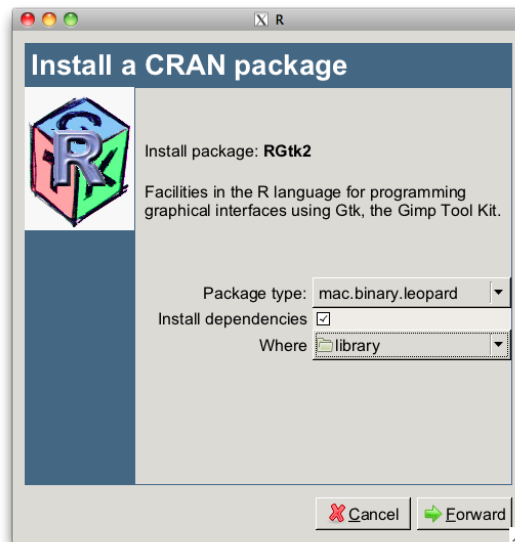 X R
Install a CRAN package
G
R
Install package: RGtk2
Facilities in the R language for programming
graphical interfaces using Gtk, the Gimp Tool Kit.
Package type: mac.binary.leopard
Install dependencies
Where library
Cancel Forward